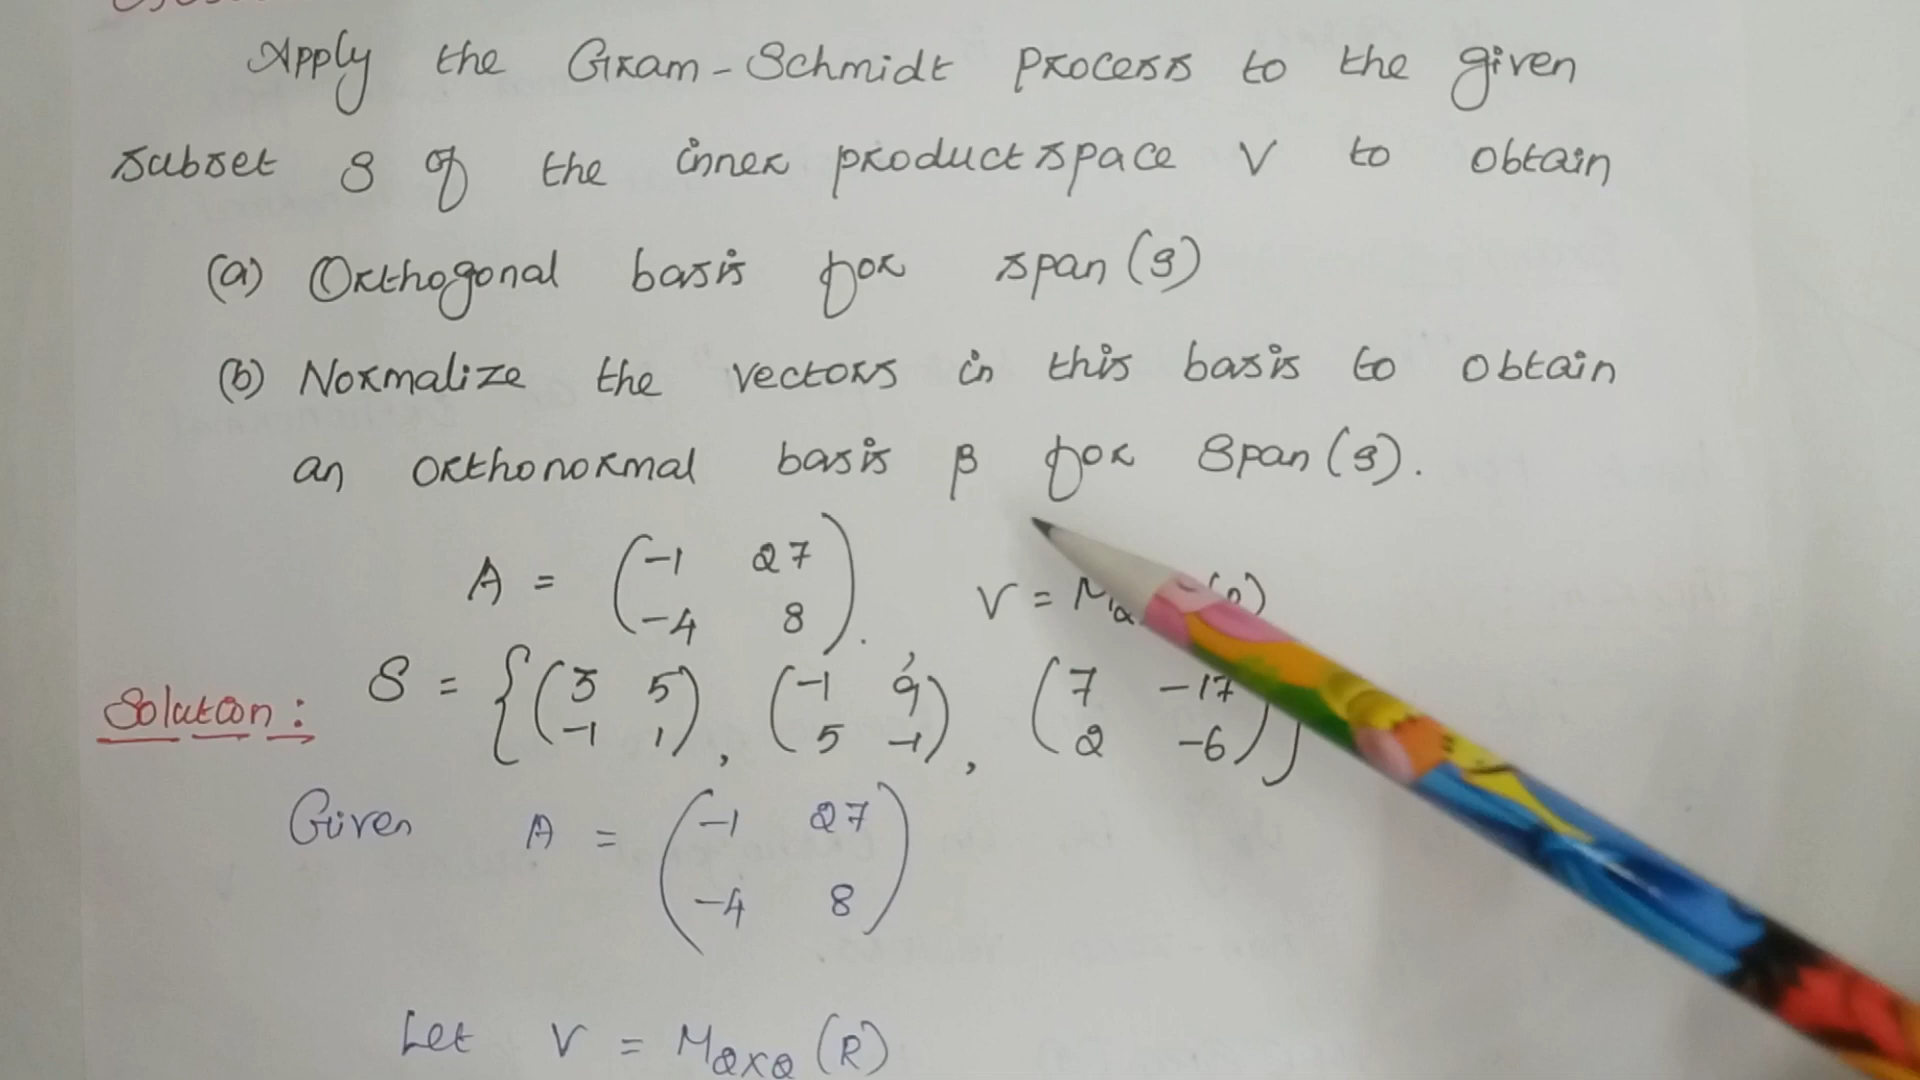 Apply the Gram-Schmidt process to the given
subset S of the inner product space V to obtain
(a) Orthogonal basis for span(S)
(b) Normalize the vectors in this basis to obtain
an orthonormal basis β for Span(S).
A = (-1 27
-4 8). V = M
S = {(3 5
-1 1), (-1 9
5 -1), (7 -17
2 -6)}
Solution:
Given A = (-1 27
-4 8)
Let V = M2x2 (R)